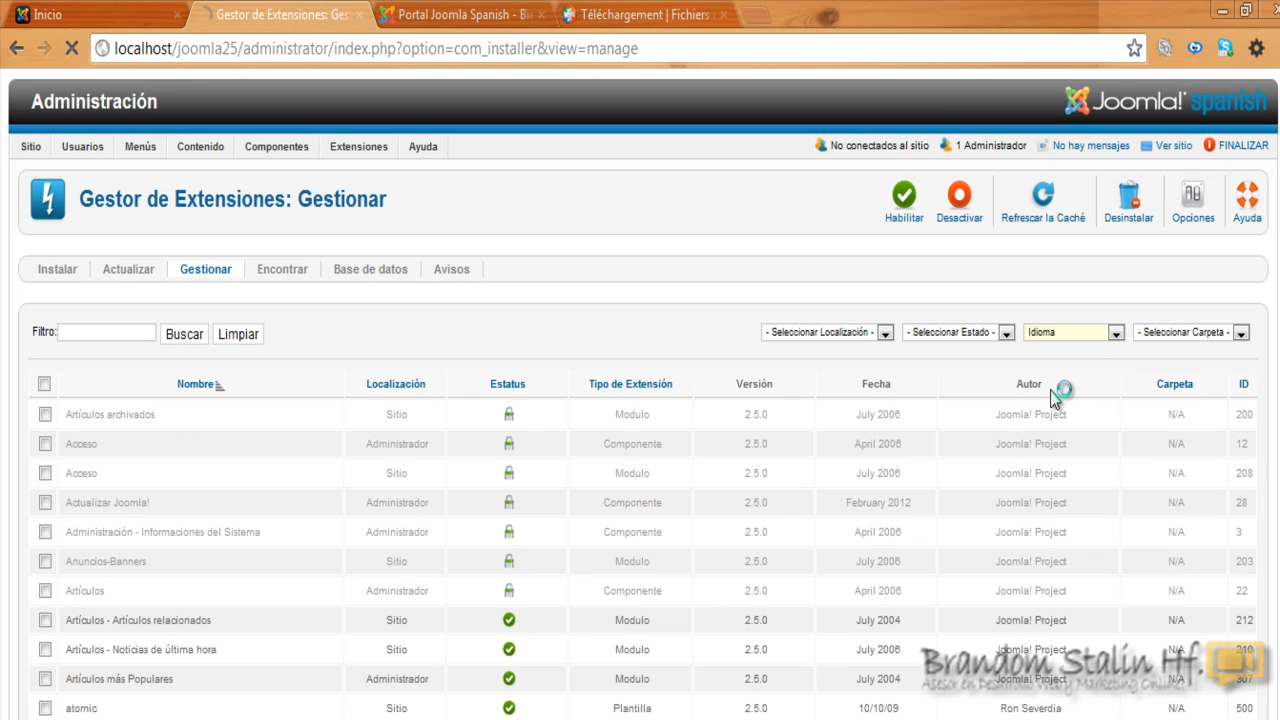 Inicio
Gestor de Extensiones: Ges
Portal Joomla Spanish - Bi
Téléchargement | Fichiers
localhost/joomla25/administrator/index.php?option=com_installer&view=manage
Administración
Joomla! spanish
Sitio Usuarios Menús Contenido Componentes Extensiones Ayuda
No conectados al sitio 1 Administrador No hay mensajes Ver sitio FINALIZAR
Gestor de Extensiones: Gestionar
Habilitar Desactivar Refrescar la Caché Desinstalar Opciones Ayuda
Instalar Actualizar Gestionar Encontrar Base de datos Avisos
Filtro: Buscar Limpiar - Seleccionar Localización - - Seleccionar Estado - Idioma - Seleccionar Carpeta -
Nombre Localización Estatus Tipo de Extensión Versión Fecha Autor Carpeta ID
Artículos archivados Sitio Modulo 2.5.0 July 2006 Joomla! Project N/A 200
Acceso Administrador Componente 2.5.0 April 2006 Joomla! Project N/A 12
Acceso Sitio Modulo 2.5.0 July 2006 Joomla! Project N/A 208
Actualizar Joomla! Administrador Componente 2.5.0 February 2012 Joomla! Project N/A 28
Administración - Informaciones del Sistema Administrador Componente 2.5.0 April 2006 Joomla! Project N/A 3
Anuncios-Banners Sitio Modulo 2.5.0 July 2006 Joomla! Project N/A 203
Artículos Administrador Componente 2.5.0 April 2006 Joomla! Project N/A 22
Artículos - Artículos relacionados Sitio Modulo 2.5.0 July 2004 Joomla! Project N/A 212
Artículos - Noticias de última hora Sitio Modulo 2.5.0 July 2006 Joomla! Project N/A 210
Brandom Stalin Hf.
Asesor en Desarrollo Web y Marketing Online.
Artículos más Populares Administrador Modulo 2.5.0 July 2004 Joomla! Project N/A 307
atomic Sitio Plantilla 2.5.0 10/10/09 Ron Severdia N/A 500